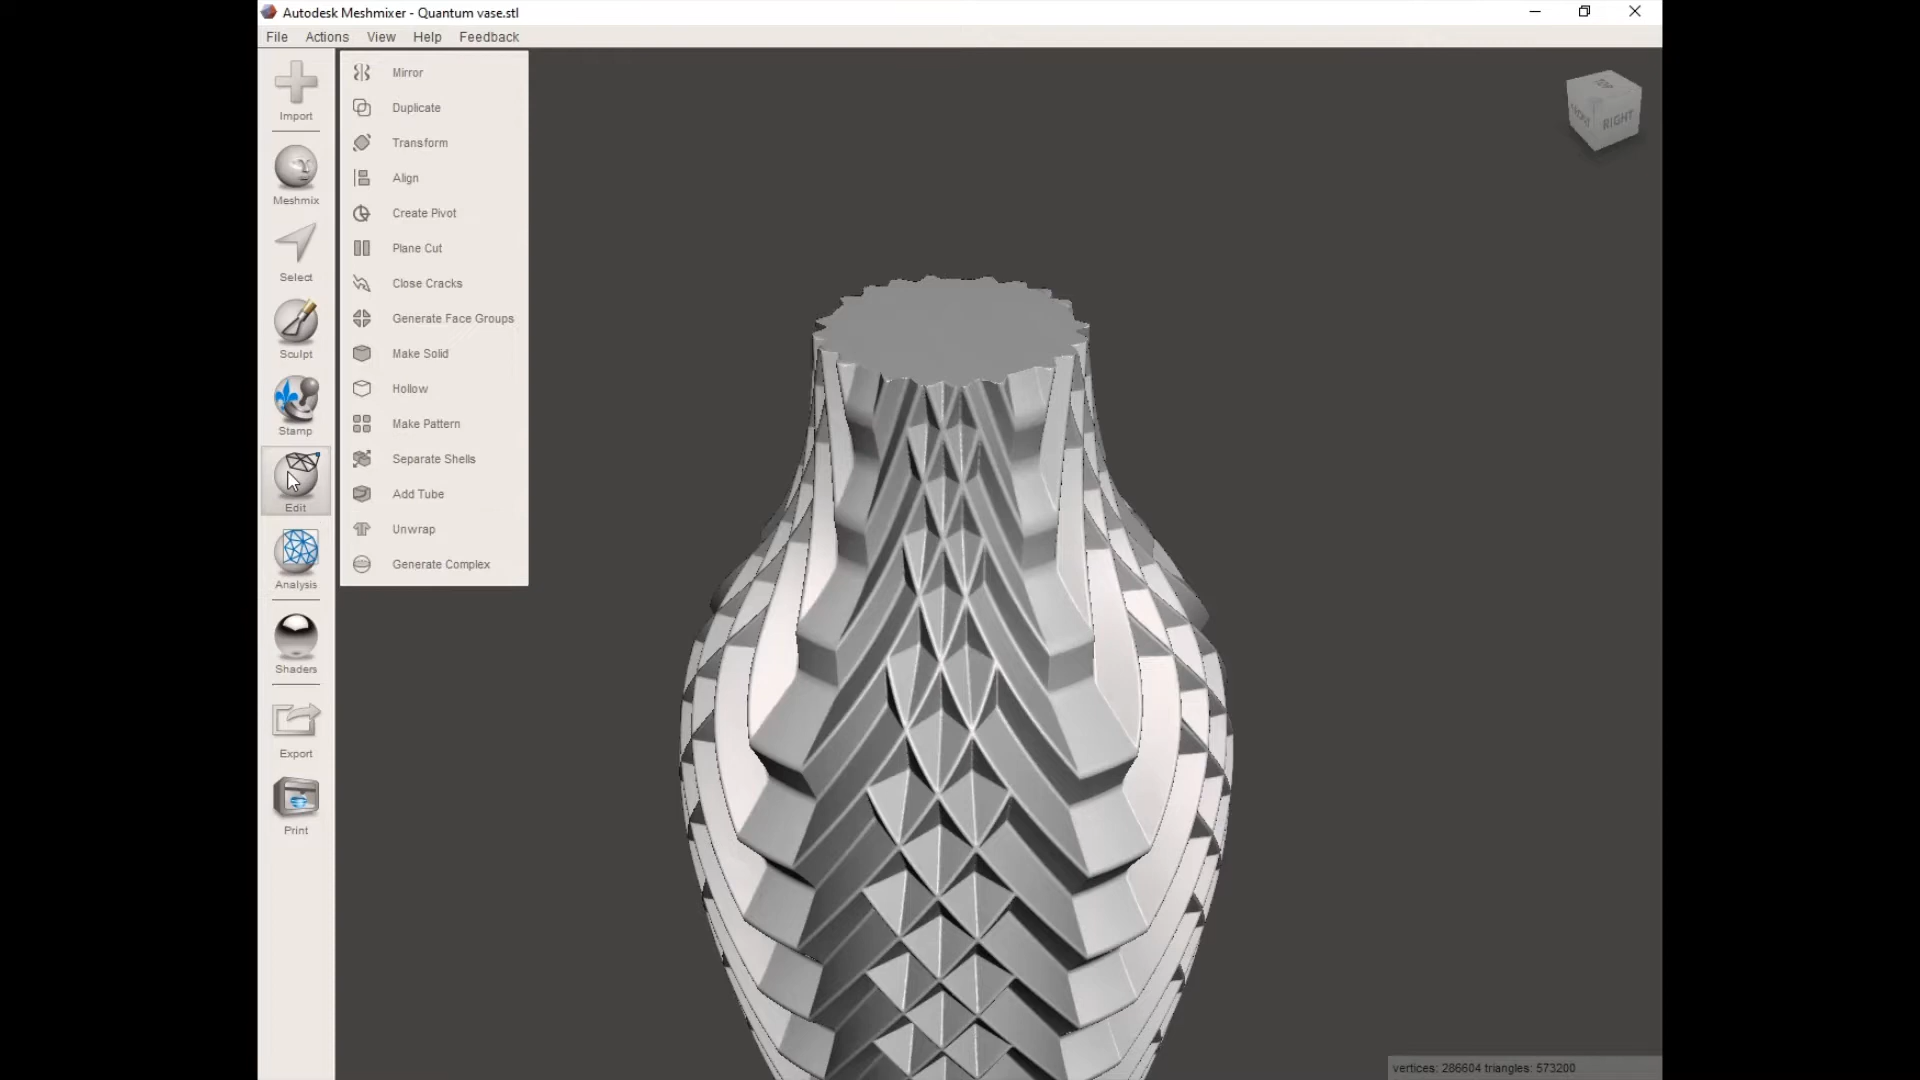 Autodesk Meshmixer - Quantum vase.stl
File Actions View Help Feedback
Import
Meshmix
Select
Sculpt
Stamp
Edit
Analysis
Shaders
Export
Print
Mirror
Duplicate
Transform
Align
Create Pivot
Plane Cut
Close Cracks
Generate Face Groups
Make Solid
Hollow
Make Pattern
Separate Shells
Add Tube
Unwrap
Generate Complex
TOP
FRONT
RIGHT
vertices: 286604 triangles: 573200